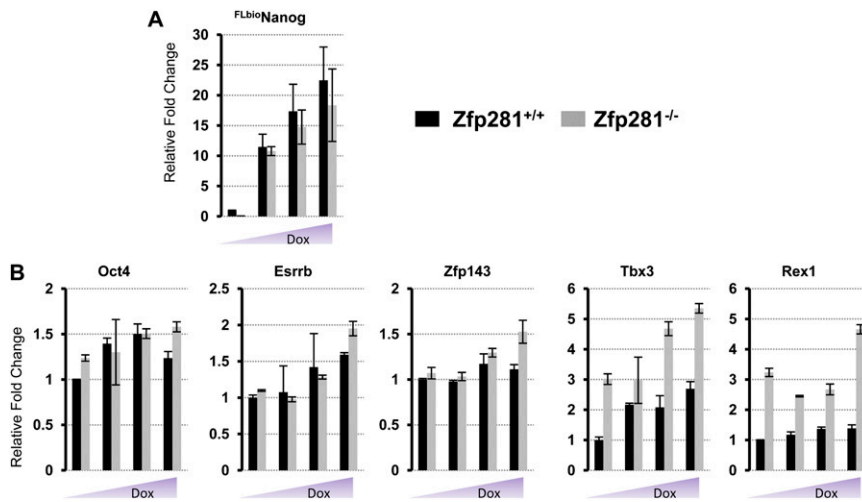 A
FLbioNanog
Relative Fold Change
30
25
20
15
10
5
0
Dox
Zfp281+/+
Zfp281-/-
B
Oct4
Relative Fold Change
2
1.5
1
0.5
0
Dox
Esrrb
2.5
2
1.5
1
0.5
0
Dox
Zfp143
2
1.5
1
0.5
0
Dox
Tbx3
6
5
4
3
2
1
0
Dox
Rex1
6
5
4
3
2
1
0
Dox